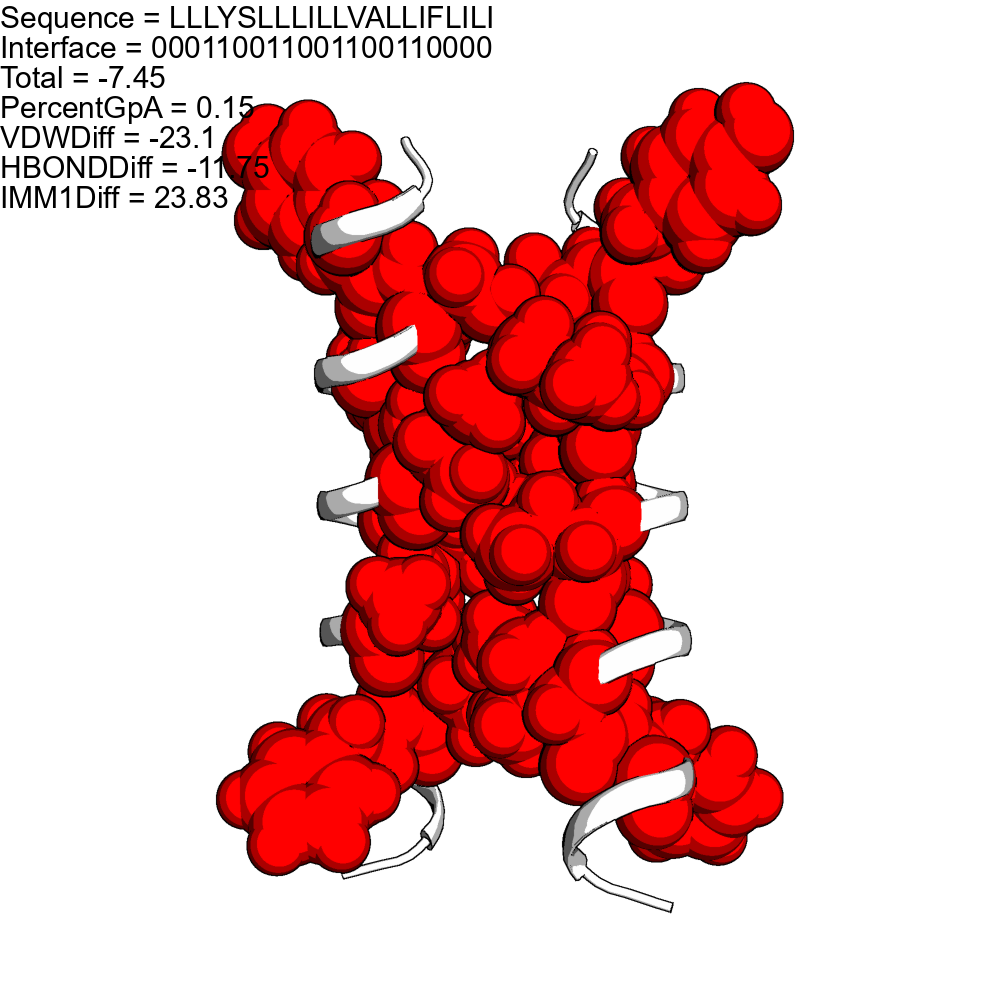 Sequence = LLLYSLLLILLVALLIFLILI
Interface = 000110011001100110000
Total = -7.45
PercentGpA = 0.15
VDWDiff = -23.1
HBONDDiff = -11.75
IMM1Diff = 23.83